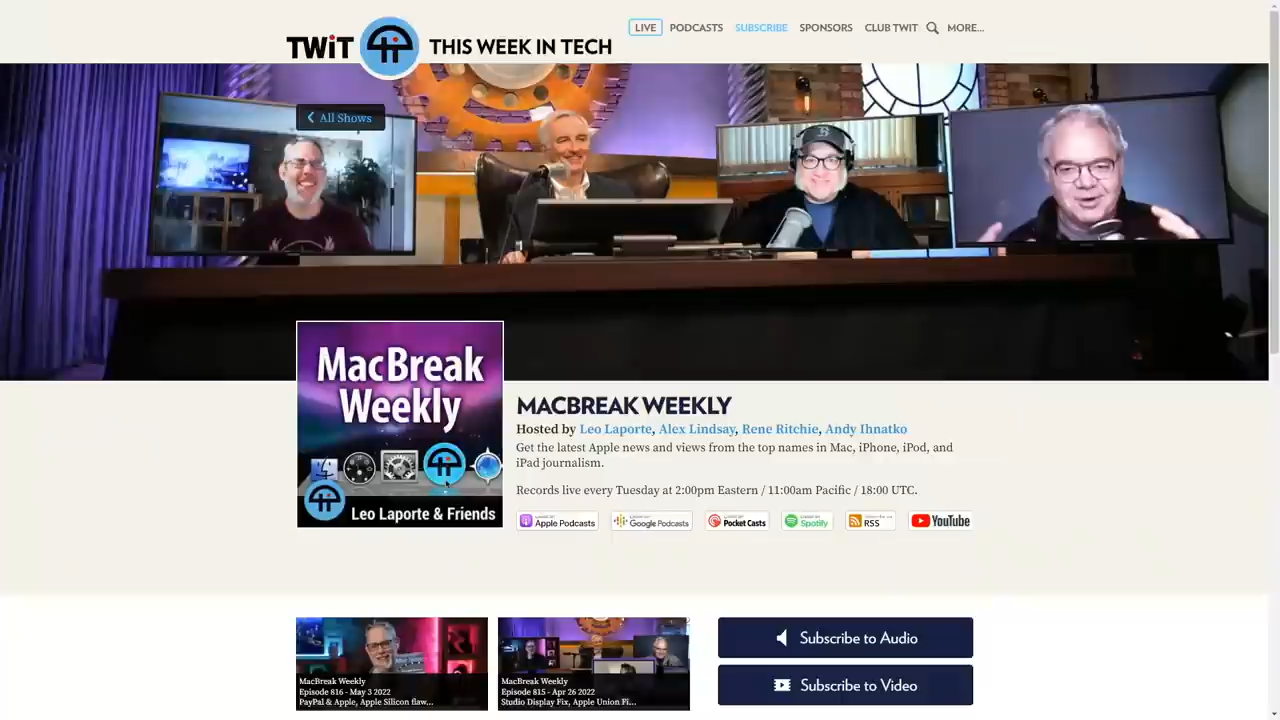 TWiT
THIS WEEK IN TECH
LIVE
PODCASTS
SUBSCRIBE
SPONSORS
CLUB TWIT
MORE...
All Shows
MacBreak
Weekly
Leo Laporte & Friends
MACBREAK WEEKLY
Hosted by Leo Laporte, Alex Lindsay, Rene Ritchie, Andy Ihnatko
Get the latest Apple news and views from the top names in Mac, iPhone, iPod, and
iPad journalism.
Records live every Tuesday at 2:00pm Eastern / 11:00am Pacific / 18:00 UTC.
Apple Podcasts
Google Podcasts
Pocket Casts
Spotify
RSS
YouTube
MacBreak Weekly
Episode 816 - May 3 2022
PayPal & Apple, Apple Silicon flaw...
MacBreak Weekly
Episode 815 - Apr 26 2022
Studio Display Fix, Apple Union Fi...
Subscribe to Audio
Subscribe to Video